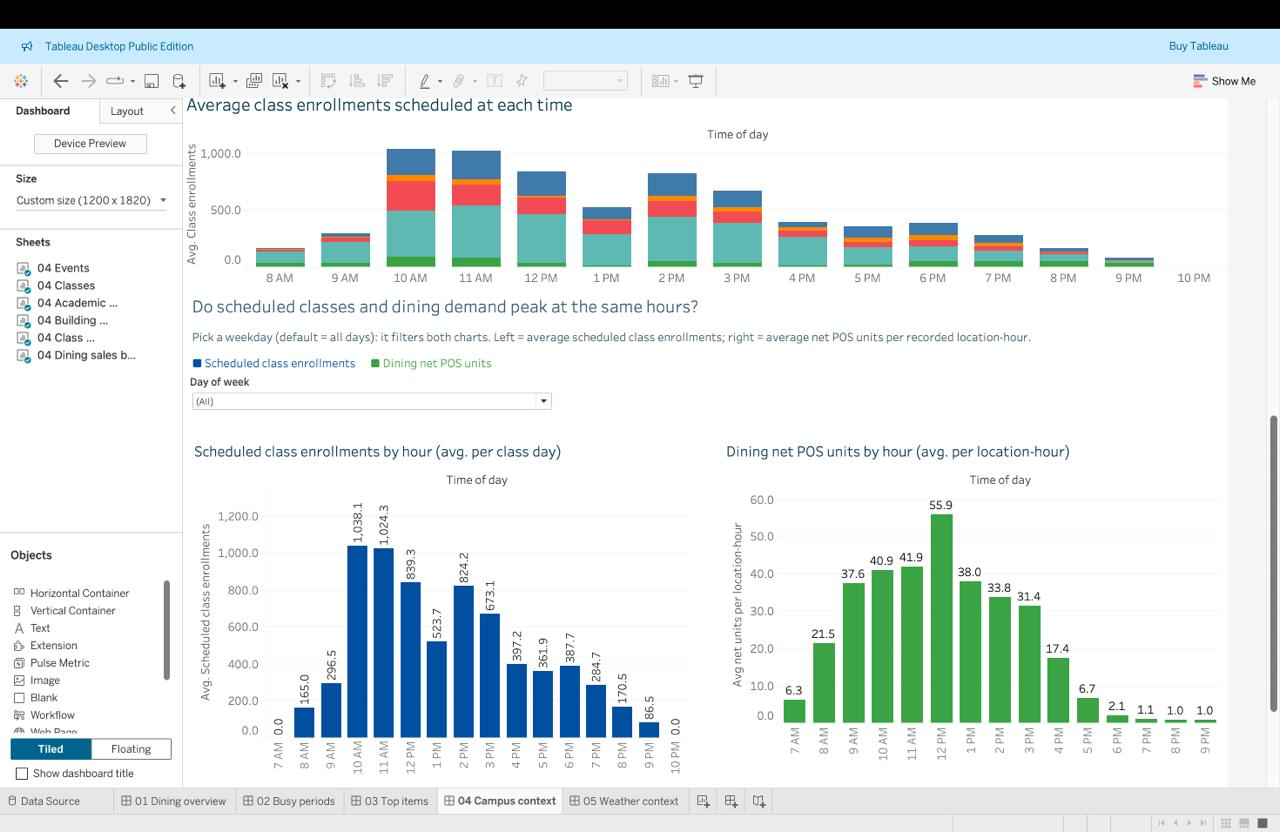 Tableau Desktop Public Edition
Buy Tableau
Show Me
Dashboard
Layout
Device Preview
Size
Custom size (1200 x 1820)
Sheets
04 Events
04 Classes
04 Academic ...
04 Building ...
04 Class ...
04 Dining sales b...
Objects
Horizontal Container
Vertical Container
Text
Extension
Pulse Metric
Image
Blank
Workflow
Web Page
Tiled
Floating
Show dashboard title
Average class enrollments scheduled at each time
Time of day
Avg. Class enrollments
1,000.0
500.0
0.0
8 AM 9 AM 10 AM 11 AM 12 PM 1 PM 2 PM 3 PM 4 PM 5 PM 6 PM 7 PM 8 PM 9 PM 10 PM
Do scheduled classes and dining demand peak at the same hours?
Pick a weekday (default = all days): it filters both charts. Left = average scheduled class enrollments; right = average net POS units per recorded location-hour.
Scheduled class enrollments
Dining net POS units
Day of week
(All)
Scheduled class enrollments by hour (avg. per class day)
Time of day
Avg. Scheduled class enrollments
1,200.0
1,000.0
800.0
600.0
400.0
200.0
0.0
0.0 165.0 296.5 1,038.1 1,024.3 839.3 523.7 824.2 673.1 397.2 361.9 387.7 284.7 170.5 86.5 0.0
7 AM 8 AM 9 AM 10 AM 11 AM 12 PM 1 PM 2 PM 3 PM 4 PM 5 PM 6 PM 7 PM 8 PM 9 PM 10 PM
Dining net POS units by hour (avg. per location-hour)
Time of day
Avg net units per location-hour
60.0
50.0
40.0
30.0
20.0
10.0
0.0
6.3 21.5 37.6 40.9 41.9 55.9 38.0 33.8 31.4 17.4 6.7 2.1 1.1 1.0 1.0
7 AM 8 AM 9 AM 10 AM 11 AM 12 PM 1 PM 2 PM 3 PM 4 PM 5 PM 6 PM 7 PM 8 PM 9 PM
Data Source
01 Dining overview
02 Busy periods
03 Top items
04 Campus context
05 Weather context